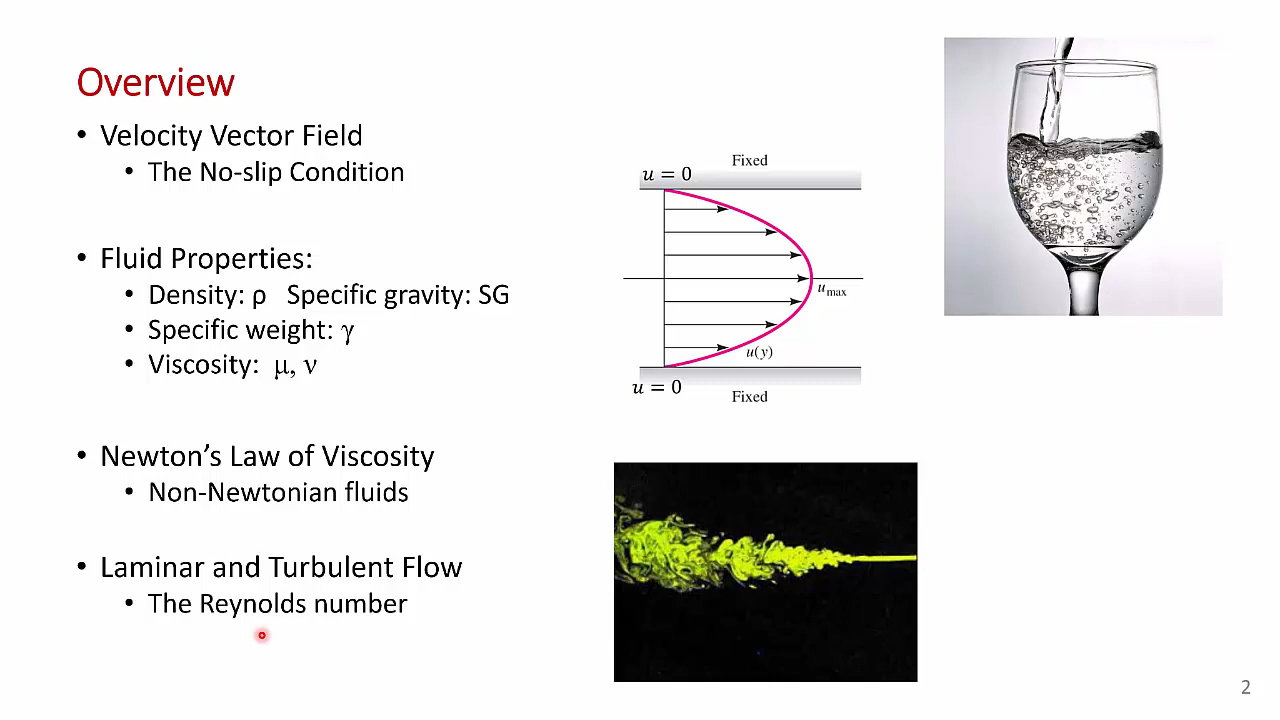 Overview
• Velocity Vector Field
• The No-slip Condition
• Fluid Properties:
• Density: ρ Specific gravity: SG
• Specific weight: γ
• Viscosity: μ, ν
• Newton’s Law of Viscosity
• Non-Newtonian fluids
• Laminar and Turbulent Flow
• The Reynolds number
Fixed
u = 0
umax
u(y)
u = 0
Fixed
2